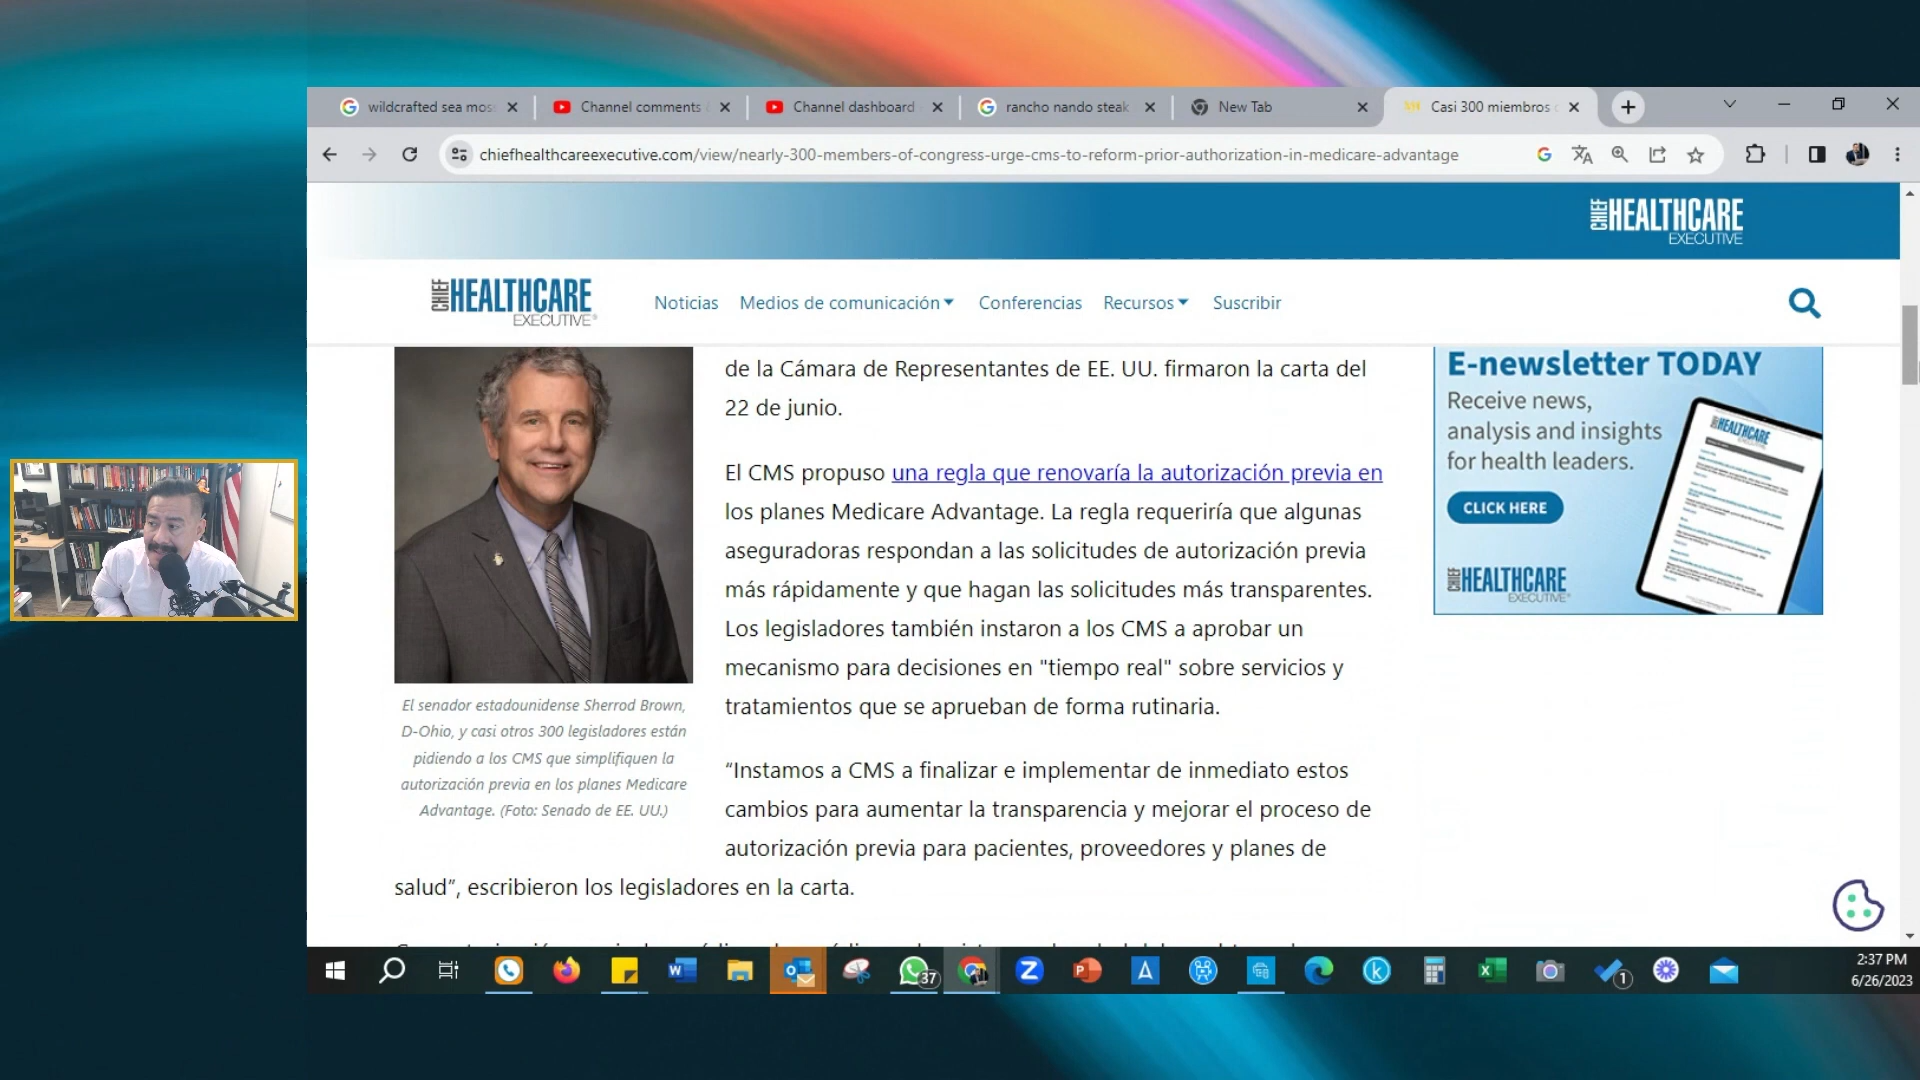 wildcrafted sea mos
Channel comments
Channel dashboard
rancho nando steak
New Tab
Casi 300 miembros
chiefhealthcareexecutive.com/view/nearly-300-members-of-congress-urge-cms-to-reform-prior-authorization-in-medicare-advantage
CHIEF HEALTHCARE
EXECUTIVE
CHIEF HEALTHCARE
EXECUTIVE
Noticias Medios de comunicación Conferencias Recursos Suscribir
de la Cámara de Representantes de EE. UU. firmaron la carta del
22 de junio.
El CMS propuso una regla que renovaría la autorización previa en
los planes Medicare Advantage. La regla requeriría que algunas
aseguradoras respondan a las solicitudes de autorización previa
más rápidamente y que hagan las solicitudes más transparentes.
Los legisladores también instaron a los CMS a aprobar un
mecanismo para decisiones en "tiempo real" sobre servicios y
tratamientos que se aprueban de forma rutinaria.
El senador estadounidense Sherrod Brown,
D-Ohio, y casi otros 300 legisladores están
pidiendo a los CMS que simplifiquen la
autorización previa en los planes Medicare
Advantage. (Foto: Senado de EE. UU.)
“Instamos a CMS a finalizar e implementar de inmediato estos
cambios para aumentar la transparencia y mejorar el proceso de
autorización previa para pacientes, proveedores y planes de
salud”, escribieron los legisladores en la carta.
E-newsletter TODAY
Receive news,
analysis and insights
for health leaders.
CLICK HERE
CHIEF HEALTHCARE
EXECUTIVE
37
1
2:37 PM
6/26/2023